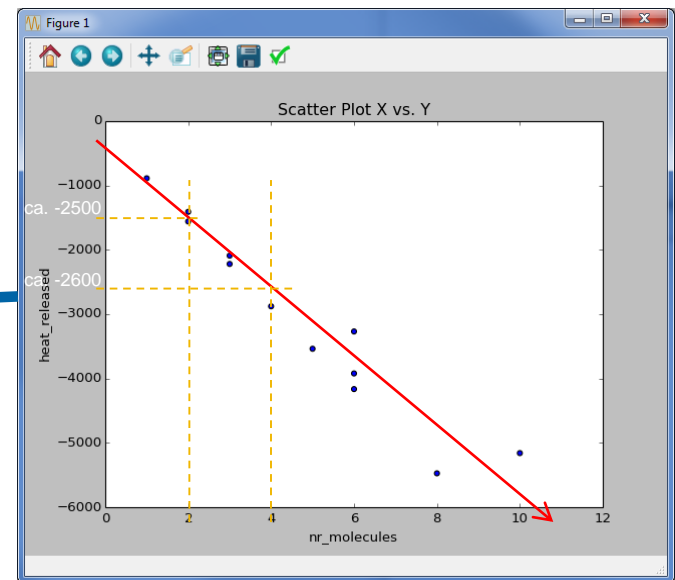 Figure 1
Scatter Plot X vs. Y
0
−1000
ca. -2500
−2000
ca. -2600
−3000
−4000
−5000
−6000
heat_released
0 2 4 6 8 10 12
nr_molecules